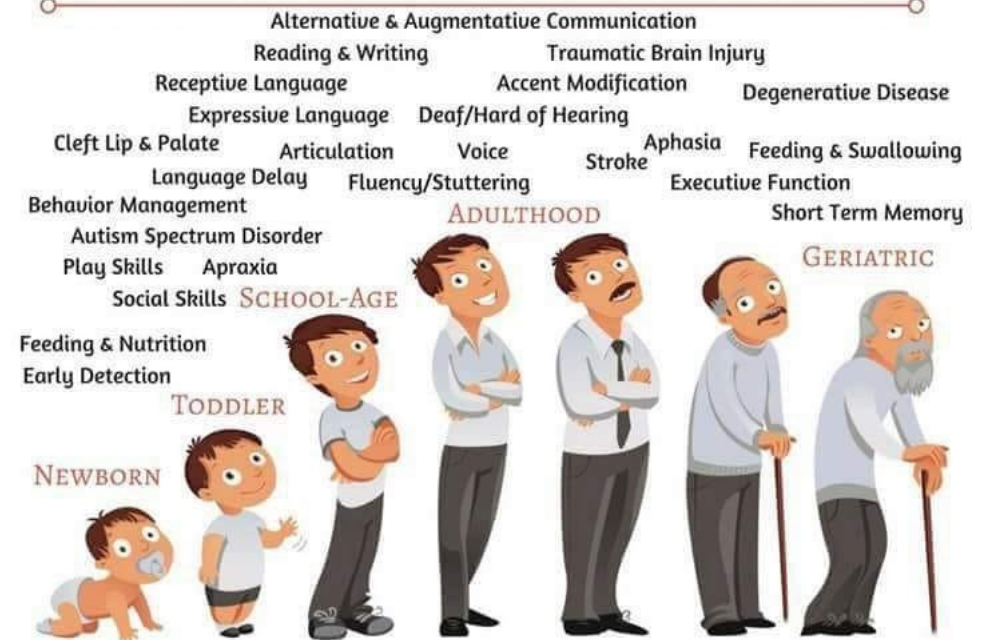 Alternative & Augmentative Communication
Reading & Writing
Traumatic Brain Injury
Receptive Language
Accent Modification
Degenerative Disease
Expressive Language
Deaf/Hard of Hearing
Cleft Lip & Palate
Articulation
Voice
Stroke
Aphasia
Feeding & Swallowing
Language Delay
Fluency/Stuttering
Executive Function
Behavior Management
ADULTHOOD
Short Term Memory
Autism Spectrum Disorder
GERIATRIC
Play Skills
Apraxia
Social Skills
SCHOOL-AGE
Feeding & Nutrition
Early Detection
TODDLER
NEWBORN